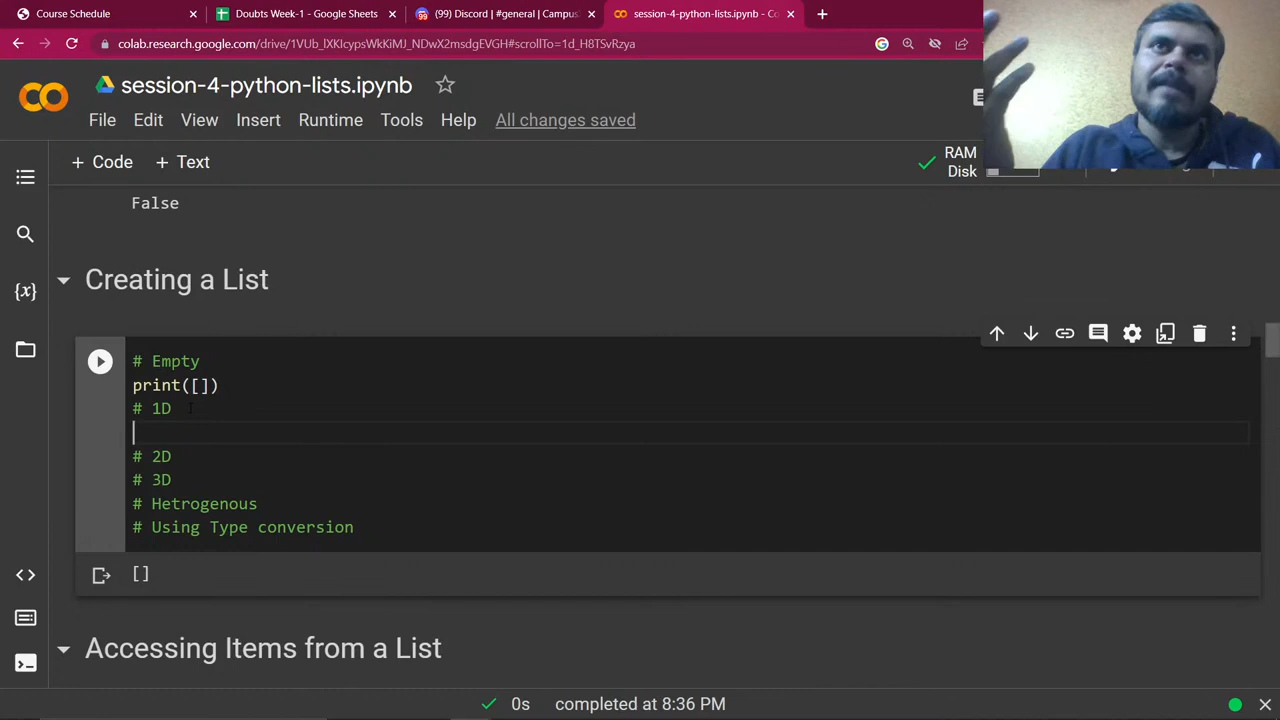 Course Schedule
Doubts Week-1 - Google Sheets
(99) Discord | #general | Campus
session-4-python-lists.ipynb - Co
colab.research.google.com/drive/1VUb_lXKIcypsWkKiMJ_NDwX2msdgEVGH#scrollTo=1d_H8TSvRzya
session-4-python-lists.ipynb
File Edit View Insert Runtime Tools Help All changes saved
+ Code + Text
RAM
Disk
False
Creating a List
# Empty
print([])
# 1D
# 2D
# 3D
# Hetrogenous
# Using Type conversion
[]
Accessing Items from a List
0s completed at 8:36 PM